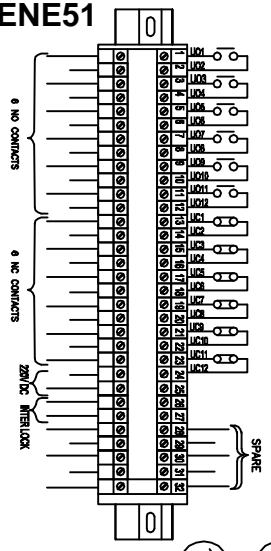 ENE51
1 UO1
2 UO2
3 UO3
4 UO4
5 UO5
6 UO6
7 UO7
8 UO8
9 UO9
10 UO10
11 UO11
12 UO12
13 UC1
14 UC2
15 UC3
16 UC4
17 UC5
18 UC6
19 UC7
20 UC8
21 UC9
22 UC10
23 UC11
24 UC12
25
26
27
28
29
30
31
32
6 NO CONTACTS
6 NC CONTACTS
220V DC
INTER LOCK
SPARE